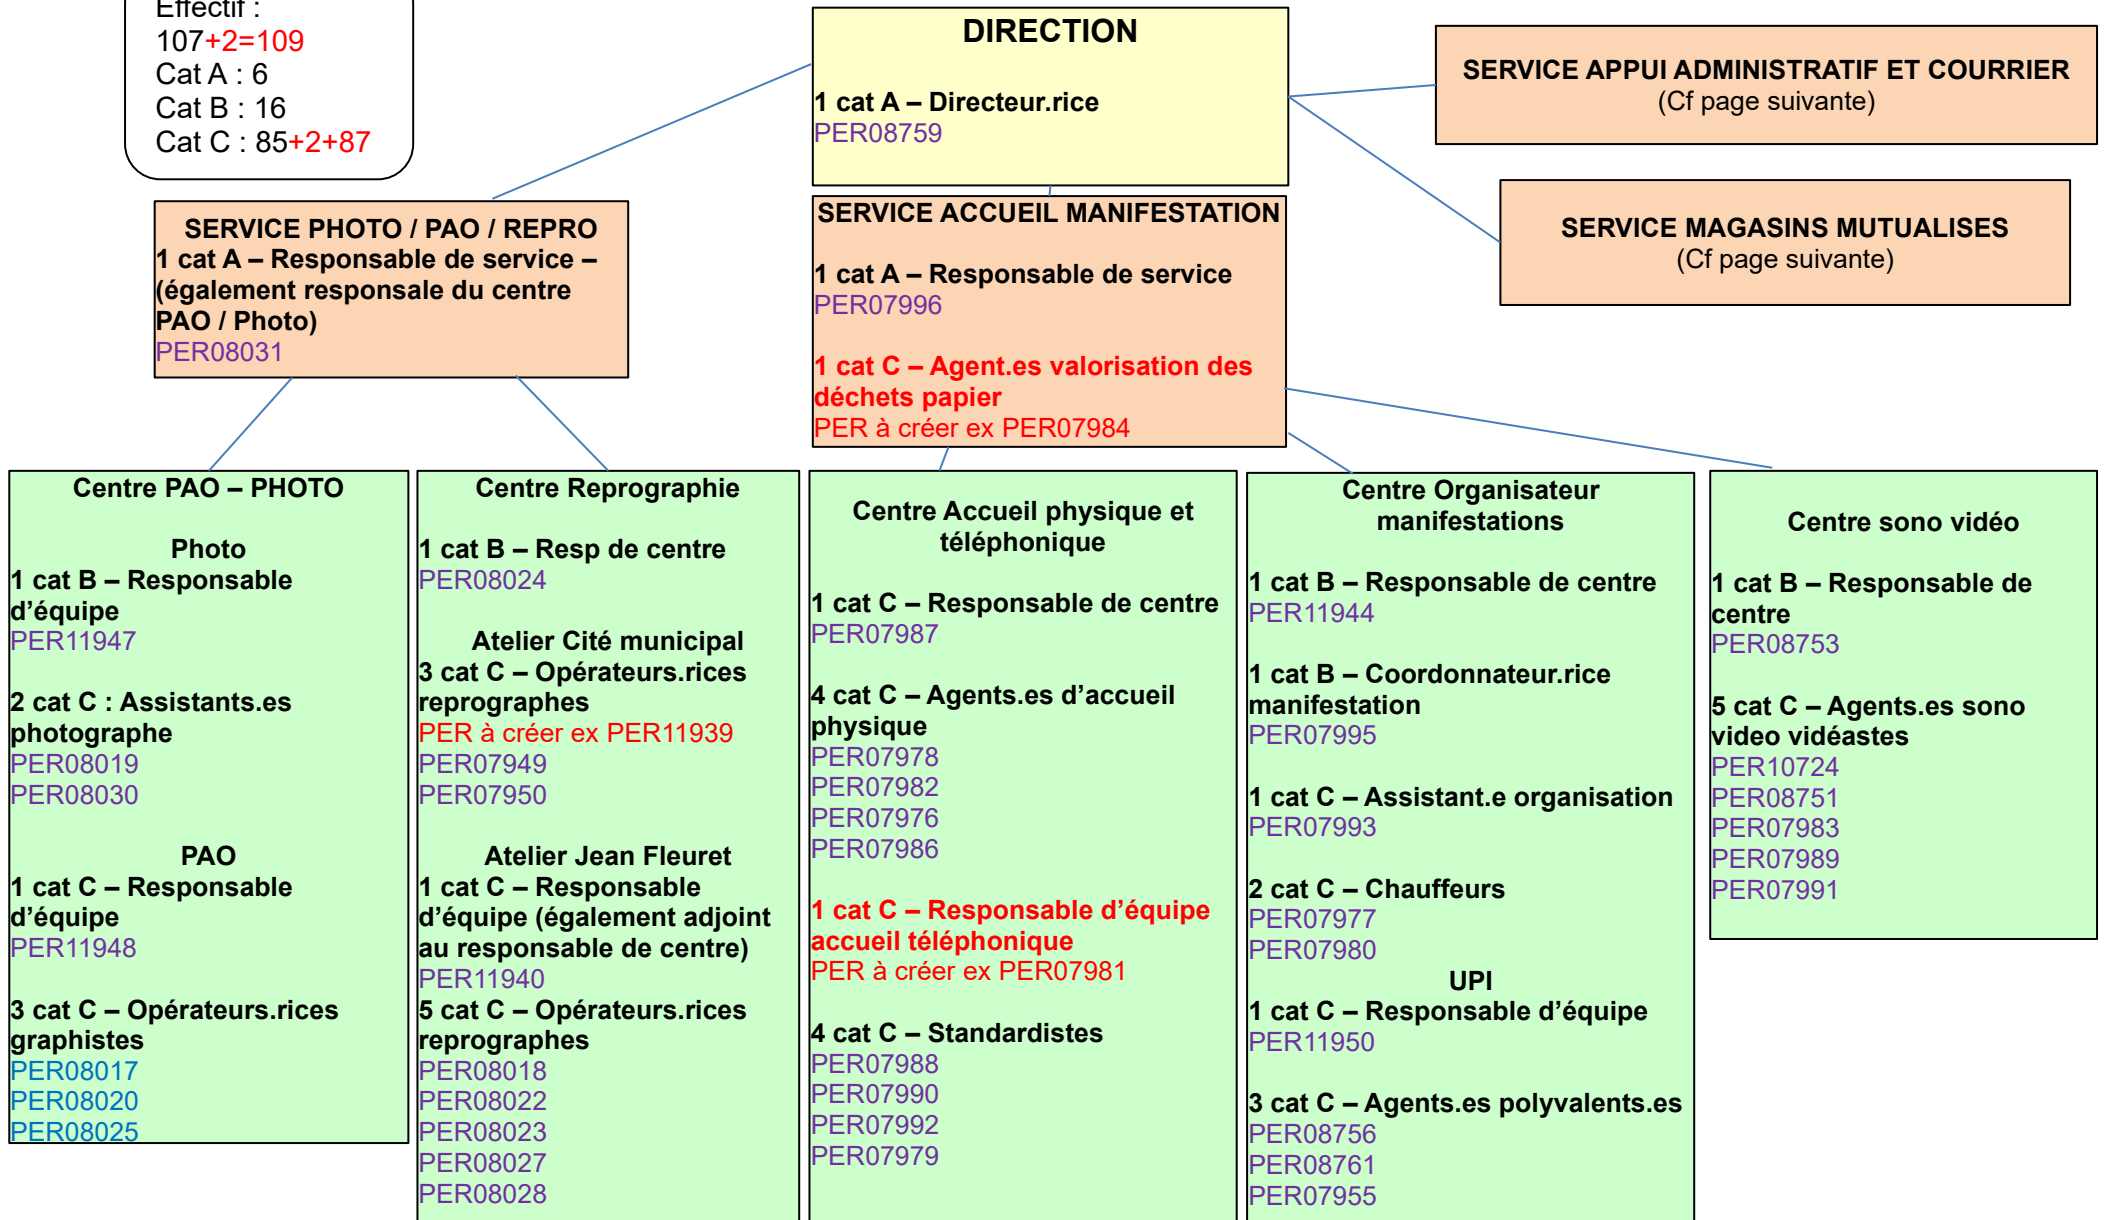 Effectif :
107+2=109
Cat A : 6
Cat B : 16
Cat C : 85+2+87
DIRECTION
1 cat A – Directeur.rice
PER08759
SERVICE APPUI ADMINISTRATIF ET COURRIER
(Cf page suivante)
SERVICE MAGASINS MUTUALISES
(Cf page suivante)
SERVICE PHOTO / PAO / REPRO
1 cat A – Responsable de service –
(également responsale du centre
PAO / Photo)
PER08031
SERVICE ACCUEIL MANIFESTATION
1 cat A – Responsable de service
PER07996
1 cat C – Agent.es valorisation des
déchets papier
PER à créer ex PER07984
Centre PAO – PHOTO
Photo
1 cat B – Responsable
d’équipe
PER11947
2 cat C : Assistants.es
photographe
PER08019
PER08030
PAO
1 cat C – Responsable
d’équipe
PER11948
3 cat C – Opérateurs.rices
graphistes
PER08017
PER08020
PER08025
Centre Reprographie
1 cat B – Resp de centre
PER08024
Atelier Cité municipal
3 cat C – Opérateurs.rices
reprographes
PER à créer ex PER11939
PER07949
PER07950
Atelier Jean Fleuret
1 cat C – Responsable
d’équipe (également adjoint
au responsable de centre)
PER11940
5 cat C – Opérateurs.rices
reprographes
PER08018
PER08022
PER08023
PER08027
PER08028
Centre Accueil physique et
téléphonique
1 cat C – Responsable de centre
PER07987
4 cat C – Agents.es d’accueil
physique
PER07978
PER07982
PER07976
PER07986
1 cat C – Responsable d’équipe
accueil téléphonique
PER à créer ex PER07981
4 cat C – Standardistes
PER07988
PER07990
PER07992
PER07979
Centre Organisateur
manifestations
1 cat B – Responsable de centre
PER11944
1 cat B – Coordonnateur.rice
manifestation
PER07995
1 cat C – Assistant.e organisation
PER07993
2 cat C – Chauffeurs
PER07977
PER07980
UPI
1 cat C – Responsable d’équipe
PER11950
3 cat C – Agents.es polyvalents.es
PER08756
PER08761
PER07955
Centre sono vidéo
1 cat B – Responsable de
centre
PER08753
5 cat C – Agents.es sono
video vidéastes
PER10724
PER08751
PER07983
PER07989
PER07991